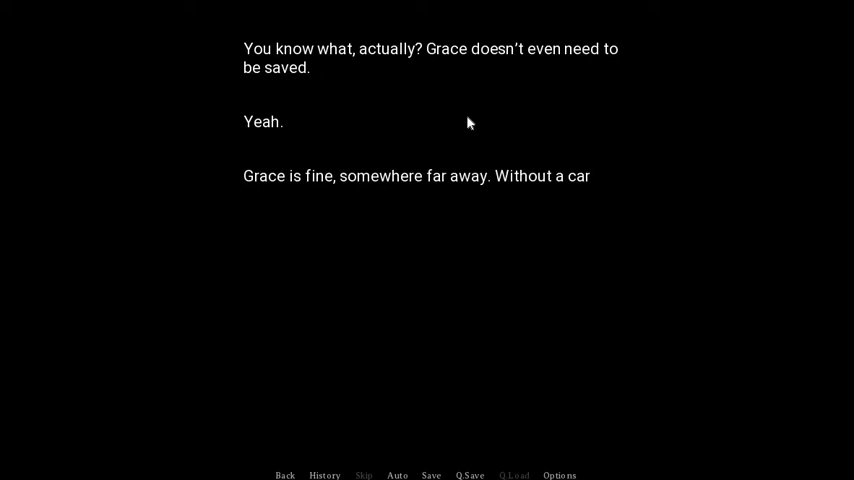 You know what, actually? Grace doesn’t even need to
be saved.
Yeah.
Grace is fine, somewhere far away. Without a car
Back History Skip Auto Save Q.Save Q.Load Options